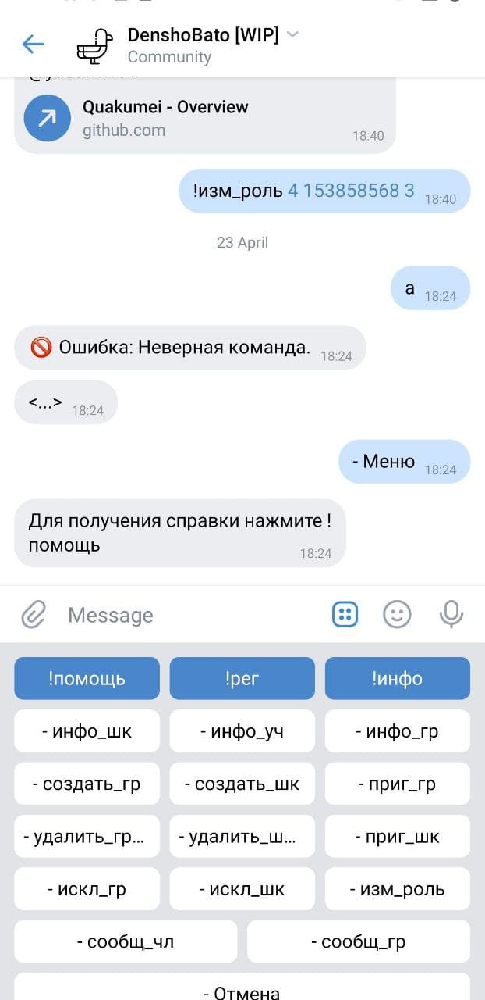 DenshoBato [WIP]
Community
Quakumei - Overview
github.com
18:40
!изм_роль 4 153858568 3 18:40
23 April
а 18:24
🚫 Ошибка: Неверная команда. 18:24
<...> 18:24
- Меню 18:24
Для получения справки нажмите !
помощь 18:24
Message
!помощь !рег !инфо
- инфо_шк - инфо_уч - инфо_гр
- создать_гр - создать_шк - приг_гр
- удалить_гр... - удалить_ш... - приг_шк
- искл_гр - искл_шк - изм_роль
- сообщ_чл - сообщ_гр
- Отмена